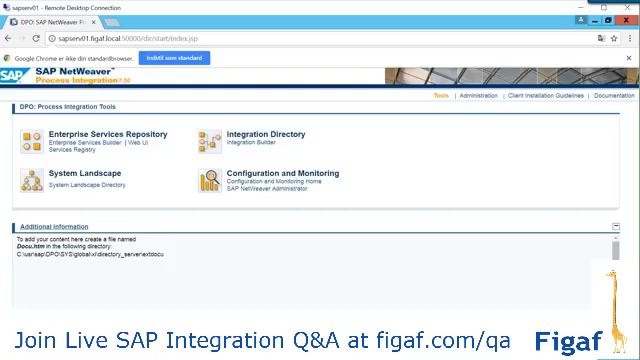 sapserv01 - Remote Desktop Connection
DPO: SAP NetWeaver Pr
sapserv01.figaf.local:50000/dir/start/index.jsp
Google Chrome er ikke din standardbrowser. Indstil som standard
SAP SAP NetWeaver™
Process Integration 7.50
Tools | Administration | Client Installation Guidelines | Documentation
DPO: Process Integration Tools
Enterprise Services Repository
Enterprise Services Builder | Web UI
Services Registry
Integration Directory
Integration Builder
System Landscape
System Landscape Directory
Configuration and Monitoring
Configuration and Monitoring Home
SAP NetWeaver Administrator
Additional Information
To add your content here create a file named
Docu.htm in the following directory:
C:\usr\sap\DPO\SYS\global\xi\directory_server\extdocu
Join Live SAP Integration Q&A at figaf.com/qa
Figaf